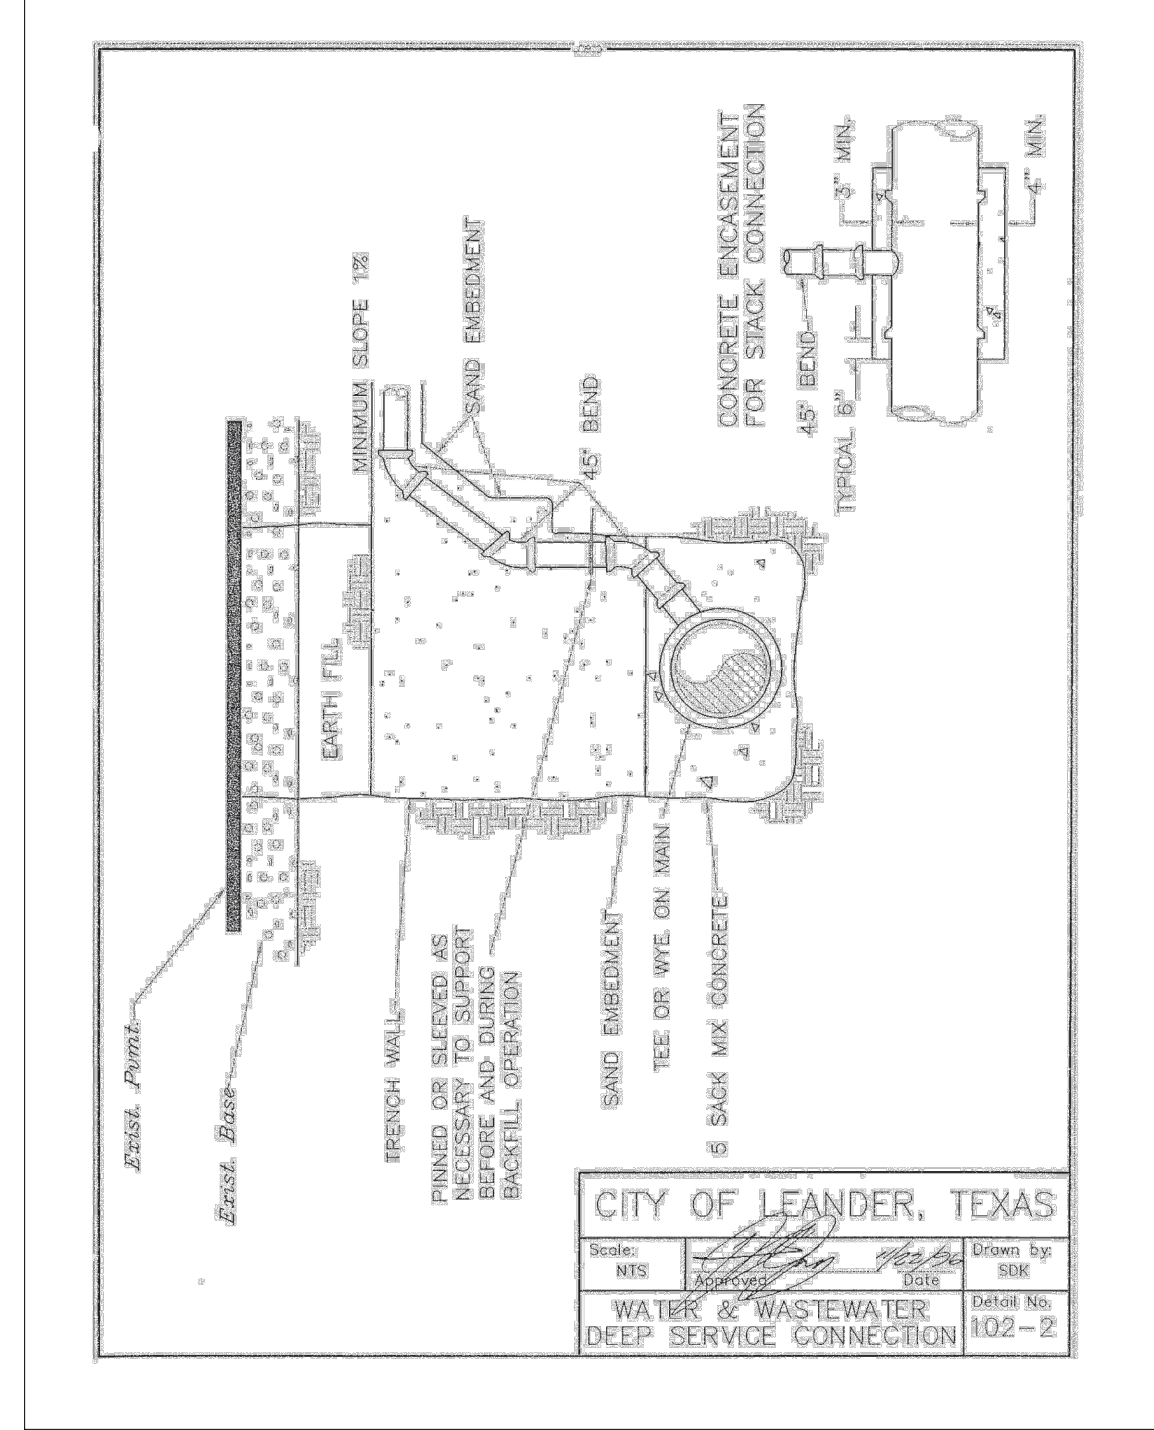 CONCRETE ENCASEMENT
FOR STACK CONNECTION
3" MIN.
4" MIN.
45° BEND
TYPICAL 6"
MINIMUM SLOPE 1%
SAND EMBEDMENT
45° BEND
EARTH FILL
Exist. Pvmt.
Exist. Base
TRENCH WALL
PINNED OR SLEEVED AS
NECESSARY TO SUPPORT
BEFORE AND DURING
BACKFILL OPERATION
SAND EMBEDMENT
TEE OR WYE ON MAIN
5 SACK MIX CONCRETE
CITY OF LEANDER, TEXAS
Scale:
NTS
Approved
Date
Drawn by:
SDK
WATER & WASTEWATER
DEEP SERVICE CONNECTION
Detail No.
102-2